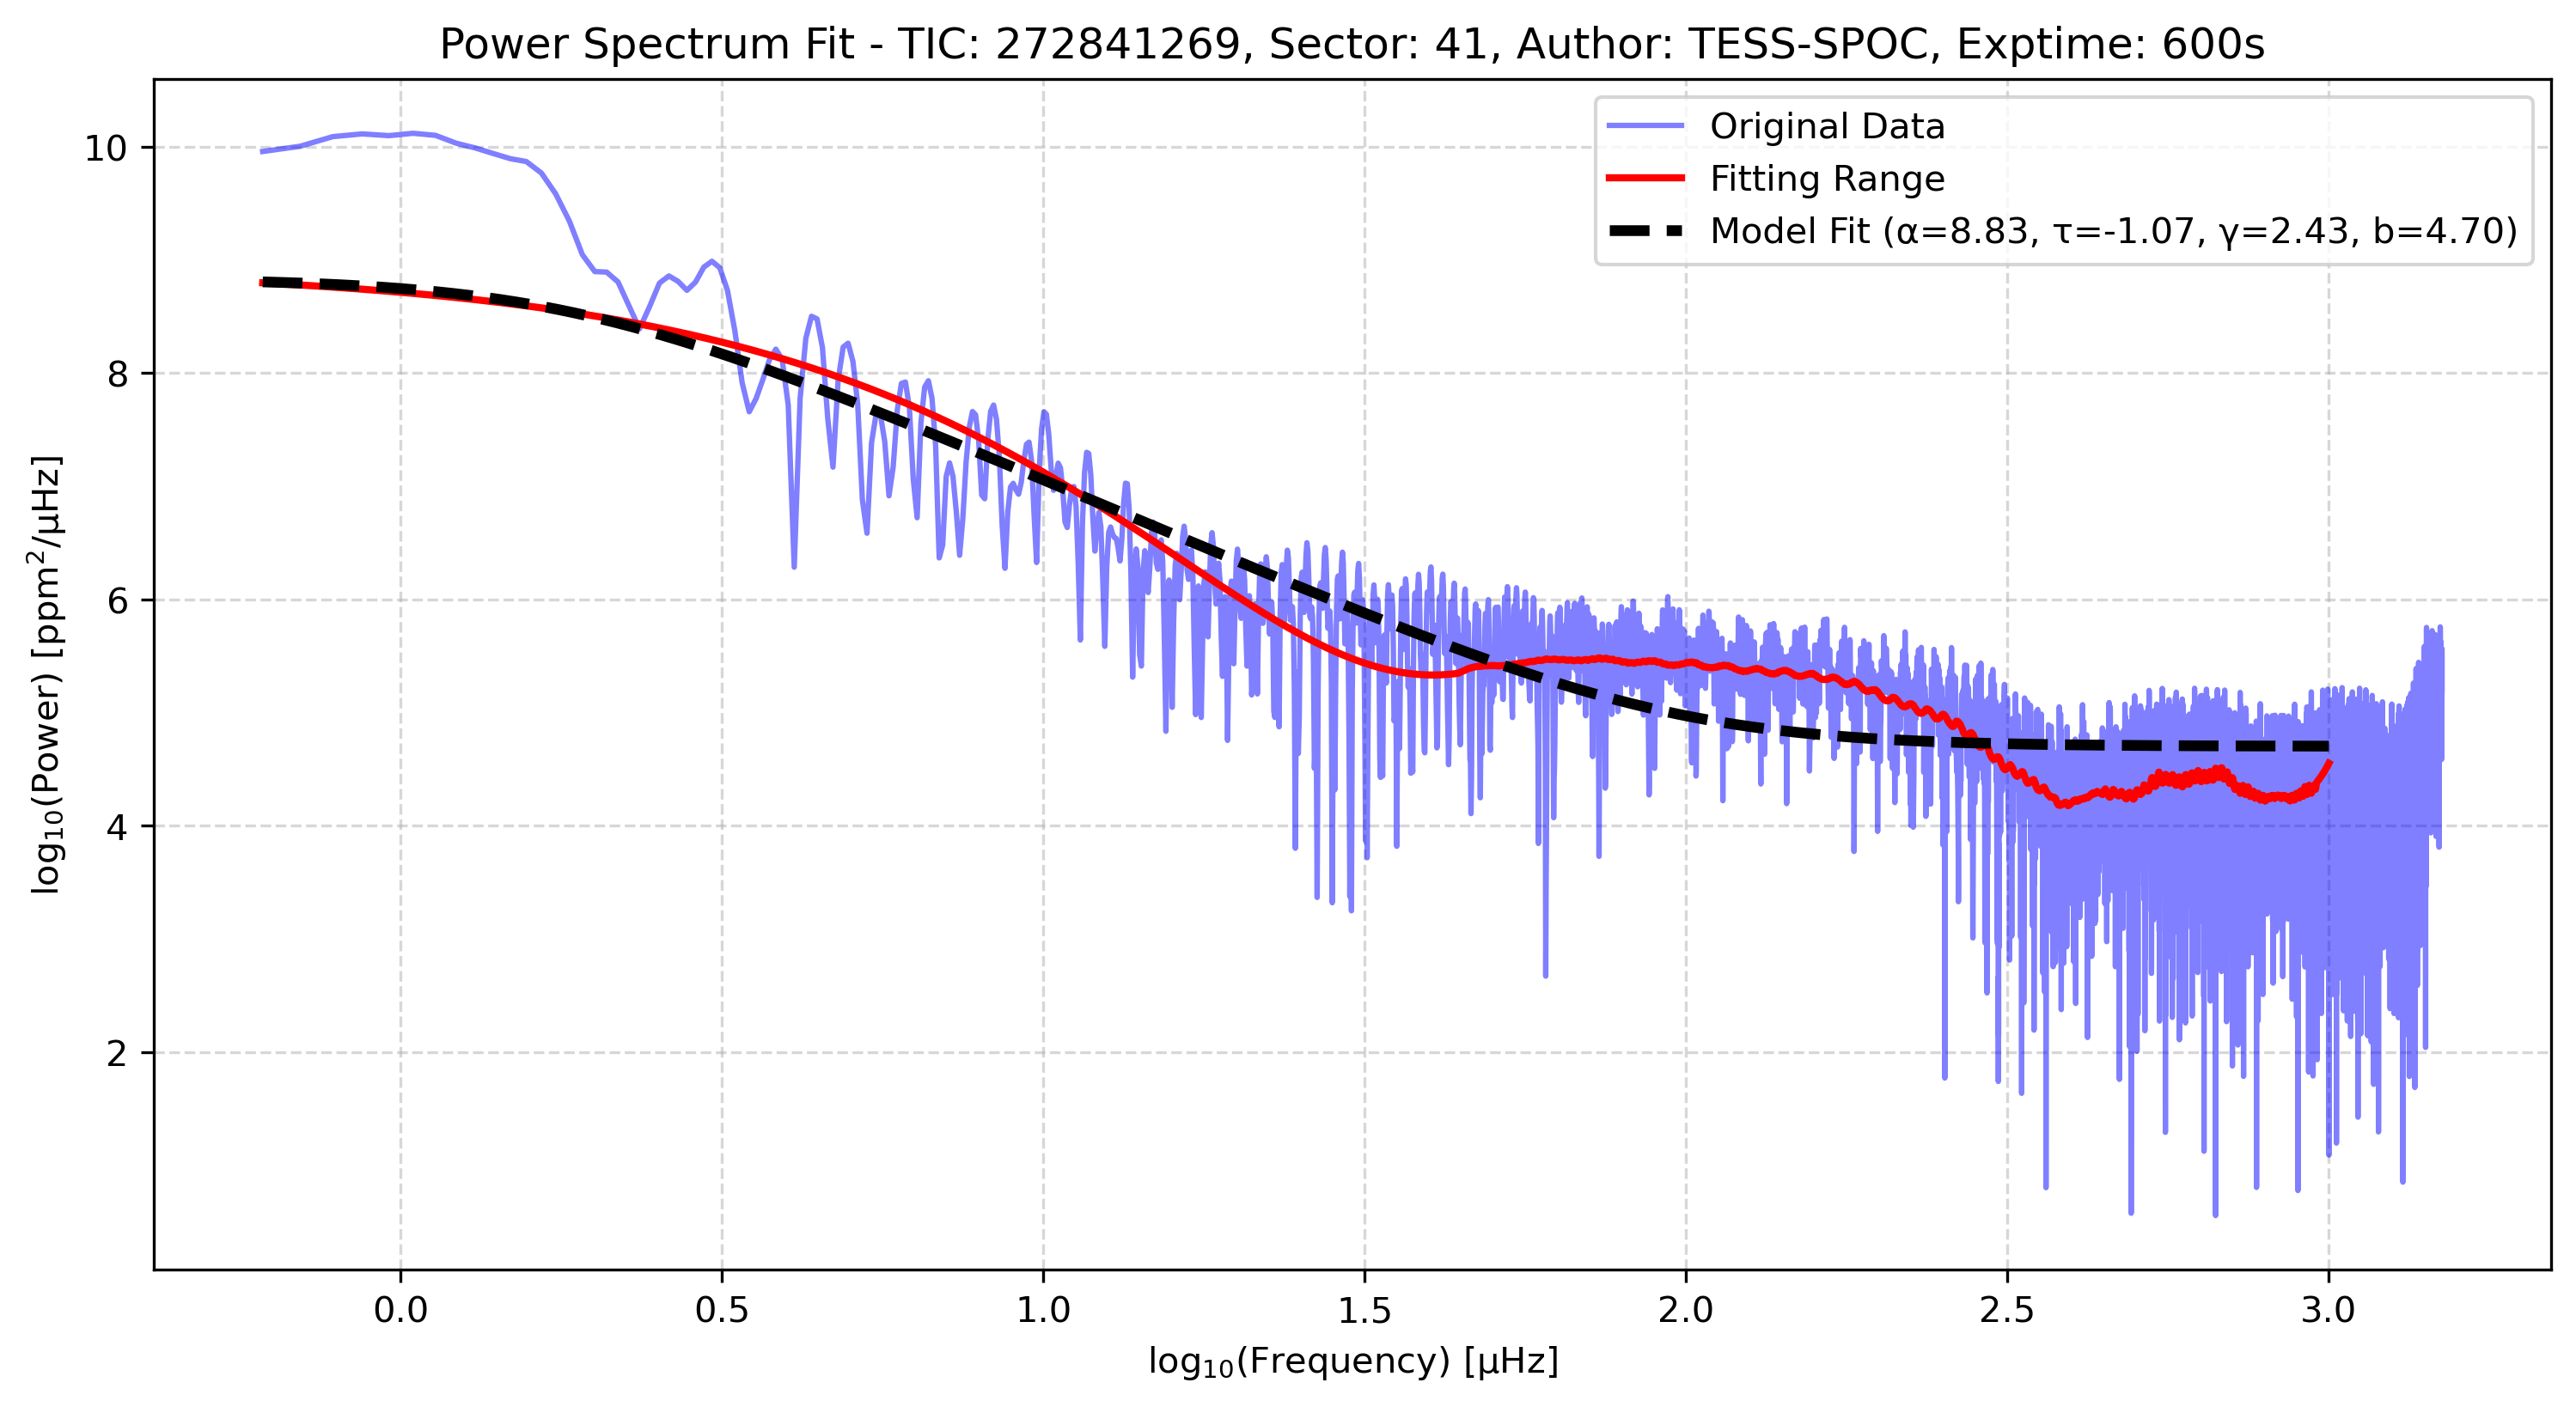 Power Spectrum Fit - TIC: 272841269, Sector: 41, Author: TESS-SPOC, Exptime: 600s
Original Data
Fitting Range
Model Fit (α=8.83, τ=-1.07, γ=2.43, b=4.70)
log₁₀(Power) [ppm²/μHz]
10
8
6
4
2
0.0 0.5 1.0 1.5 2.0 2.5 3.0
log₁₀(Frequency) [μHz]